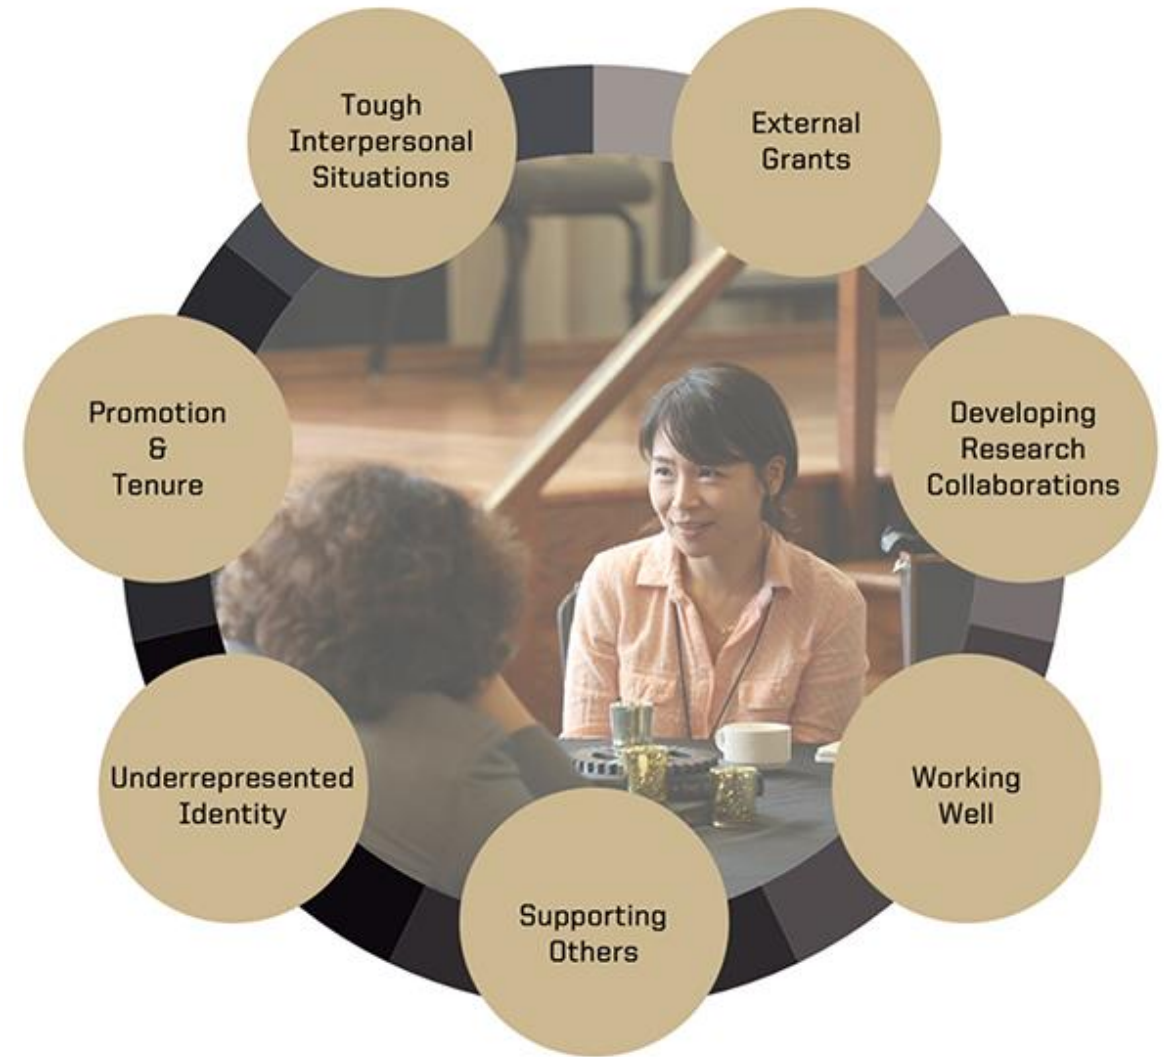 Tough
Interpersonal
Situations
External
Grants
Developing
Research
Collaborations
Working
Well
Supporting
Others
Underrepresented
Identity
Promotion
&
Tenure